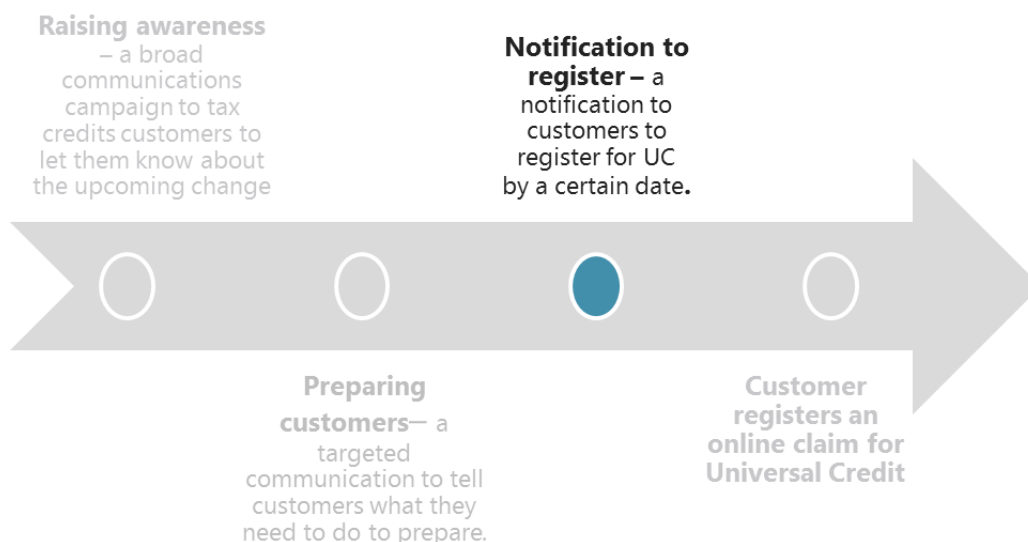 Raising awareness
– a broad
communications
campaign to tax
credits customers to
let them know about
the upcoming change
Preparing
customers– a
targeted
communication to tell
customers what they
need to do to prepare.
Notification to
register – a
notification to
customers to
register for UC
by a certain date.
Customer
registers an
online claim for
Universal Credit